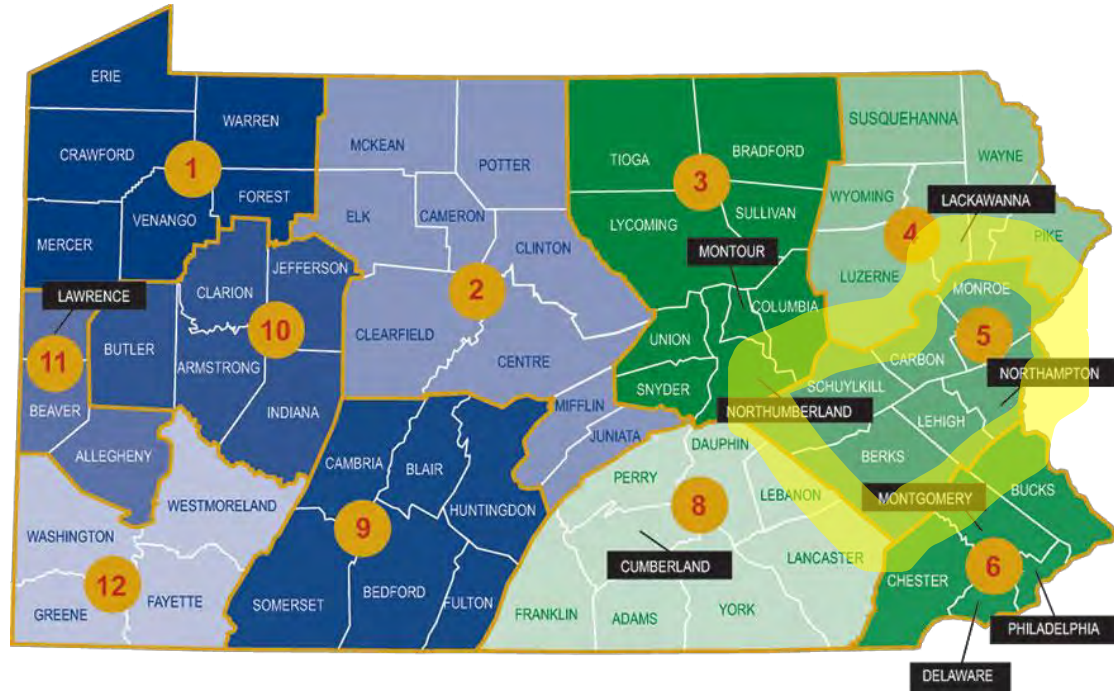 ERIE
WARREN
CRAWFORD
1
FOREST
VENANGO
MERCER
MCKEAN
POTTER
ELK
CAMERON
CLINTON
2
CLEARFIELD
CENTRE
MIFFLIN
JUNIATA
TIOGA
BRADFORD
3
LYCOMING
SULLIVAN
MONTOUR
COLUMBIA
UNION
SNYDER
NORTHUMBERLAND
SUSQUEHANNA
WAYNE
WYOMING
LACKAWANNA
4
PIKE
LUZERNE
MONROE
5
CARBON
NORTHAMPTON
SCHUYLKILL
LEHIGH
BERKS
JEFFERSON
CLARION
10
LAWRENCE
BUTLER
ARMSTRONG
INDIANA
11
BEAVER
ALLEGHENY
WESTMORELAND
WASHINGTON
12
GREENE
FAYETTE
CAMBRIA
BLAIR
HUNTINGDON
9
BEDFORD
SOMERSET
FULTON
DAUPHIN
PERRY
LEBANON
8
CUMBERLAND
LANCASTER
FRANKLIN
ADAMS
YORK
MONTGOMERY
BUCKS
6
CHESTER
PHILADELPHIA
DELAWARE